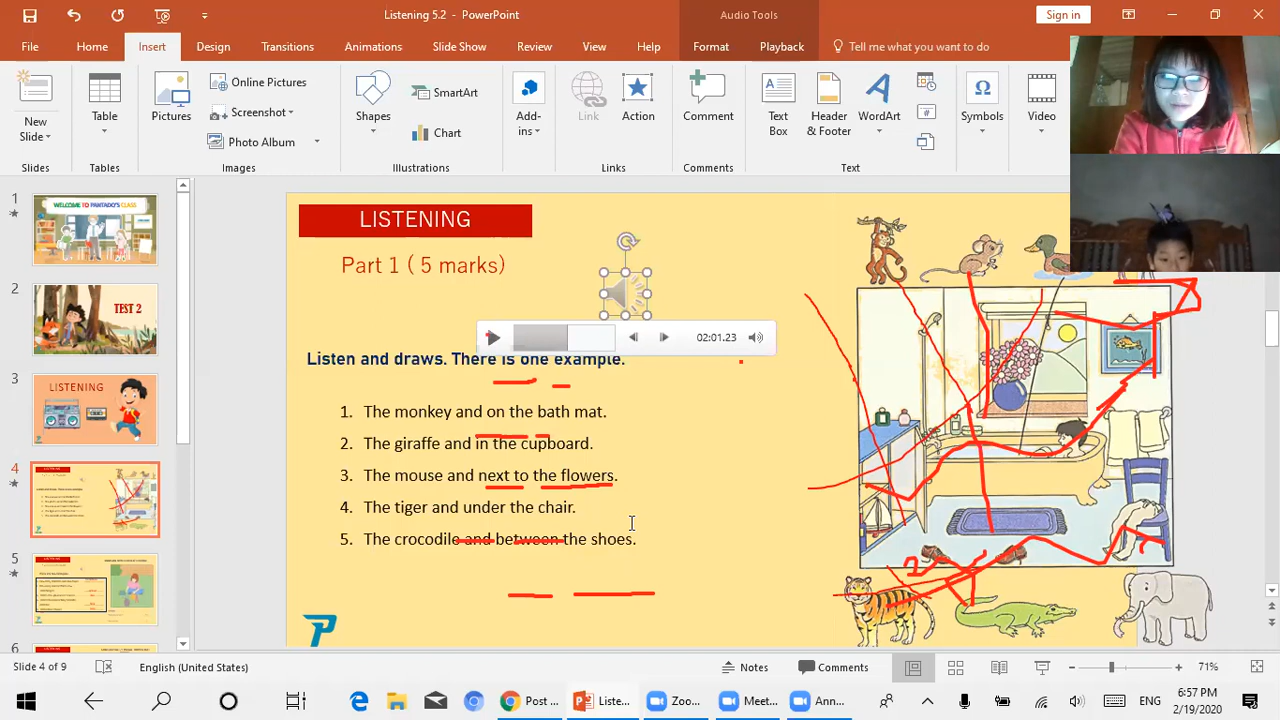 Listening 5.2 - PowerPoint
Audio Tools
Sign in
File Home Insert Design Transitions Animations Slide Show Review View Help Format Playback Tell me what you want to do
New Slide
Table
Pictures
Online Pictures
Screenshot
Photo Album
Shapes
SmartArt
Chart
Add-ins
Link
Action
Comment
Text Box
Header & Footer
WordArt
Symbols
Video
Slides Tables Images Illustrations Links Comments Text
1
WELCOME TO PANTADO'S CLASS
2
TEST 2
3
LISTENING
4
5
6
LISTENING
Part 1 ( 5 marks)
02:01.23
Listen and draws. There is one example.
1. The monkey and on the bath mat.
2. The giraffe and in the cupboard.
3. The mouse and next to the flowers.
4. The tiger and under the chair.
5. The crocodile and between the shoes.
Slide 4 of 9
English (United States)
Notes
Comments
71%
Post ...
Liste...
Zoo...
Meet...
Ann...
ENG
6:57 PM
2/19/2020